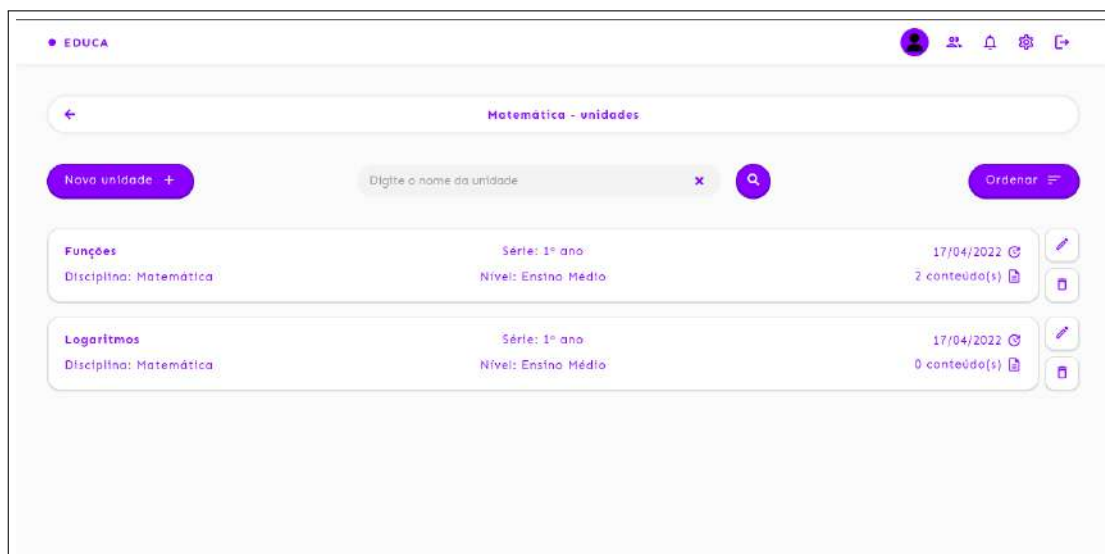 EDUCA
Matemática - unidades
Nova unidade +
Digite o nome da unidade
Ordenar
Funções
Série: 1º ano
17/04/2022
Disciplina: Matemática
Nível: Ensino Médio
2 conteúdo(s)
Logaritmos
Série: 1º ano
17/04/2022
Disciplina: Matemática
Nível: Ensino Médio
0 conteúdo(s)